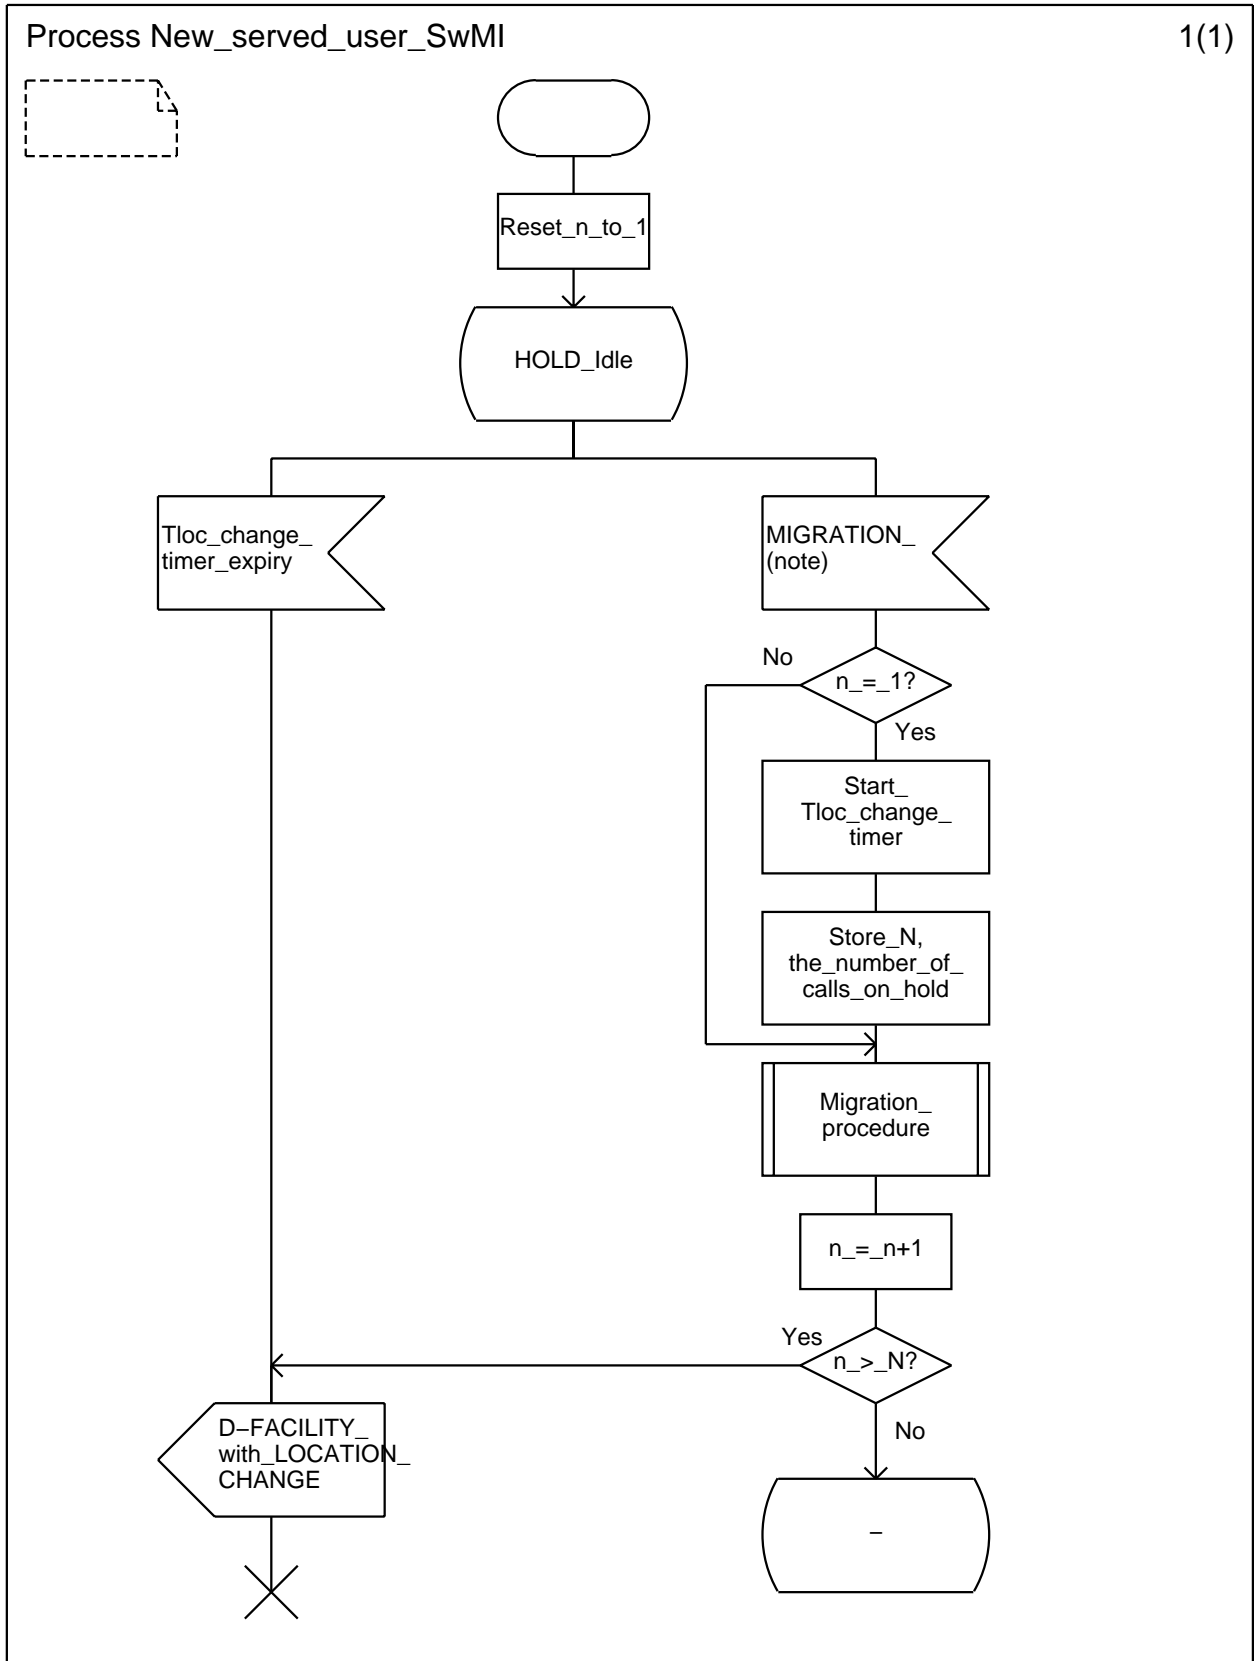 Process New_served_user_SwMI
1(1)
Reset_n_to_1
HOLD_Idle
Tloc_change_
timer_expiry
MIGRATION_
(note)
No
n_=_1?
Yes
Start_
Tloc_change_
timer
Store_N,
the_number_of_
calls_on_hold
Migration_
procedure
n_=_n+1
Yes
n_>_N?
No
D−FACILITY_
with_LOCATION_
CHANGE
−